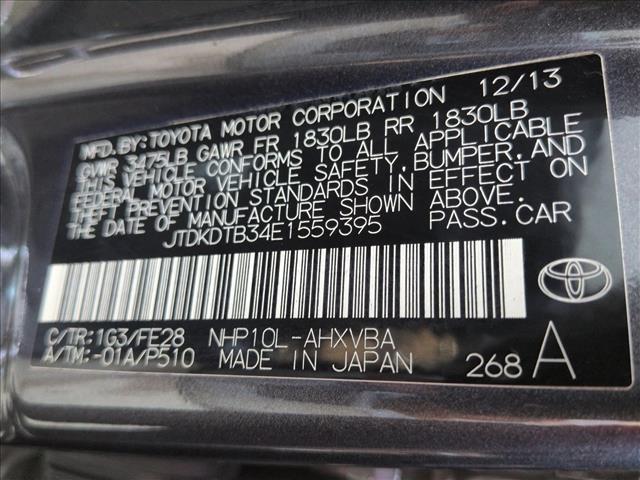 MFD.BY:TOYOTA MOTOR CORPORATION 12/13
GVWR 3475LB GAWR FR 1830LB RR 1830LB
THIS VEHICLE CONFORMS TO ALL APPLICABLE
FEDERAL MOTOR VEHICLE SAFETY,BUMPER,AND
THEFT PREVENTION STANDARDS IN EFFECT ON
THE DATE OF MANUFACTURE SHOWN ABOVE.
JTDKDTB34E1559395 PASS.CAR
C/TR:1G3/FE28 NHP10L-AHXVBA
A/TM:-01A/P510 MADE IN JAPAN 268 A